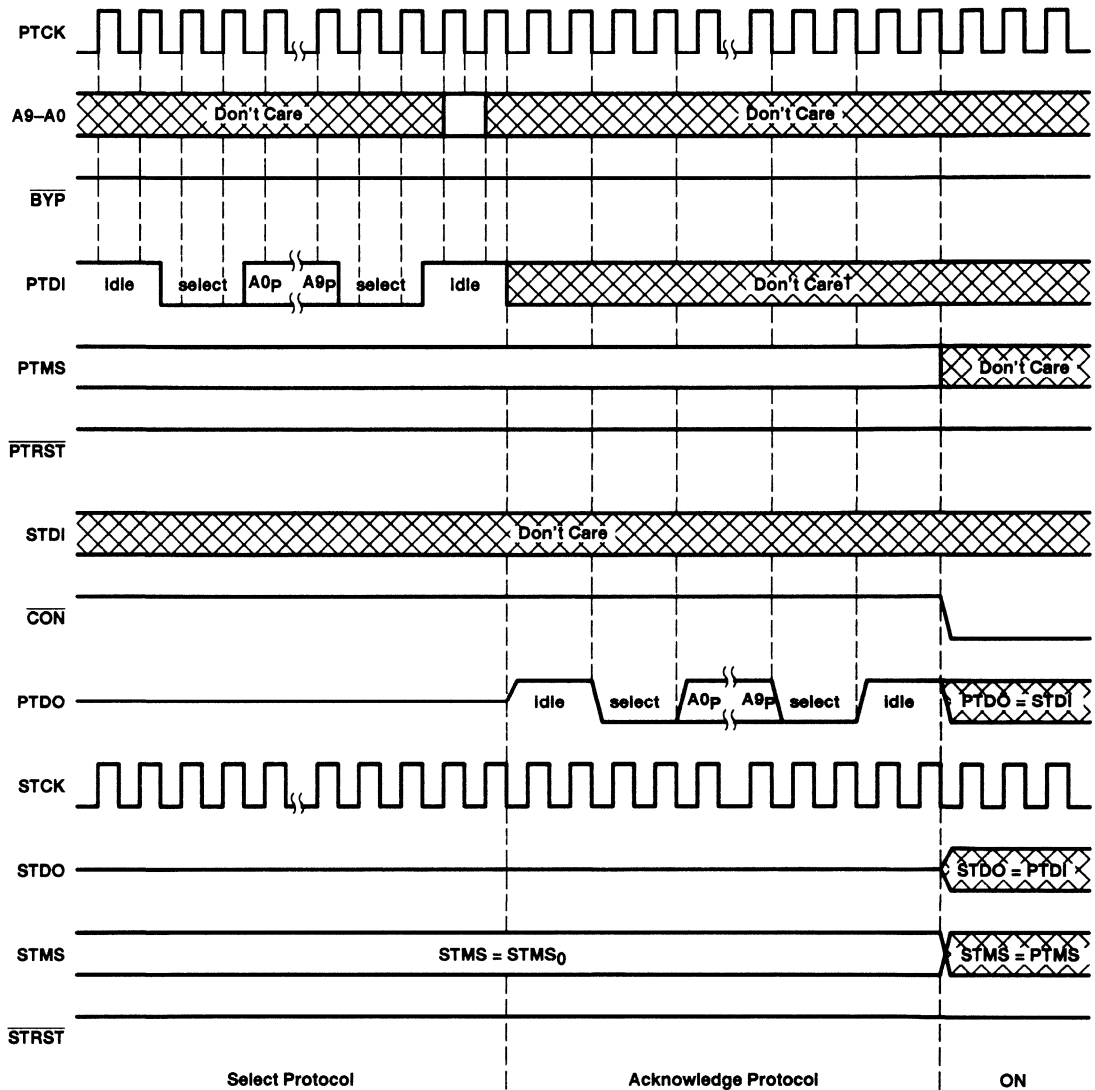 PTCK
A9–A0
Don't Care
Don't Care
BYP
PTDI
idle
select
A0P
A9P
select
idle
Don't Care†
PTMS
Don't Care
PTRST
STDI
Don't Care
CON
PTDO
idle
select
A0P
A9P
select
idle
PTDO = STDI
STCK
STDO
STDO = PTDI
STMS
STMS = STMS0
STMS = PTMS
STRST
Select Protocol
Acknowledge Protocol
ON